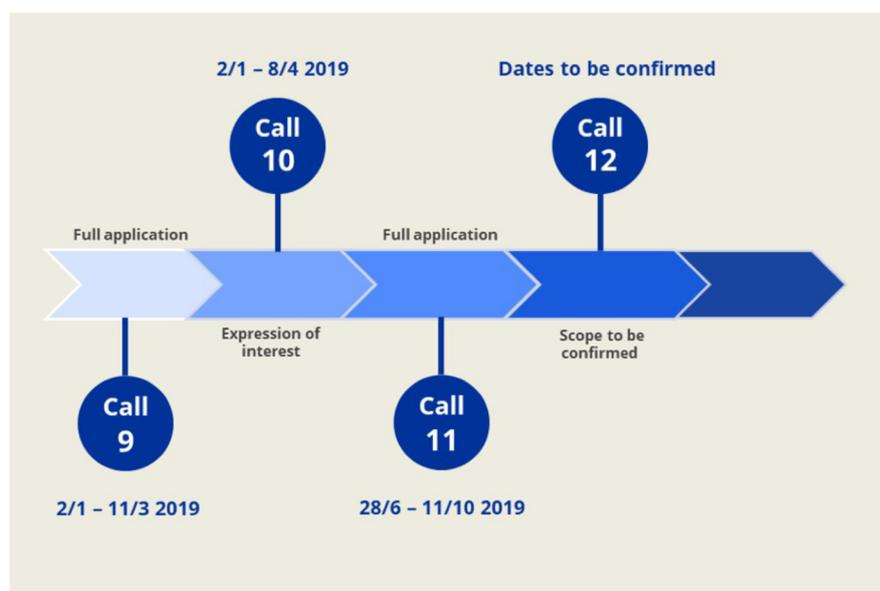 2/1 – 8/4 2019
Dates to be confirmed
Call
10
Call
12
Full application
Full application
Expression of
interest
Scope to be
confirmed
Call
9
Call
11
2/1 – 11/3 2019
28/6 – 11/10 2019